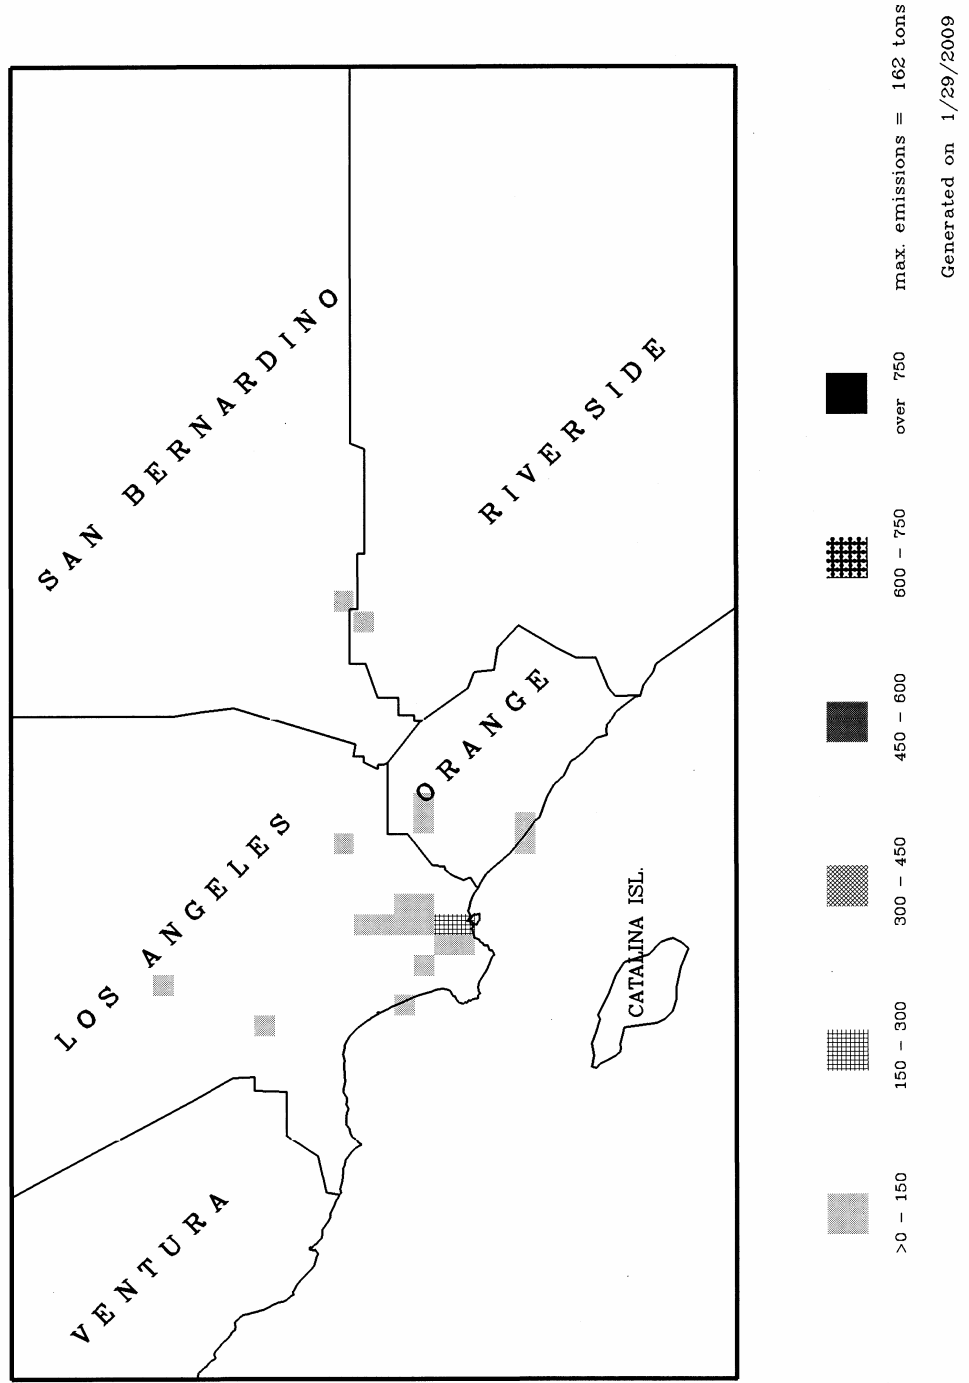 SAN BERNARDINO
RIVERSIDE
LOS ANGELES
ORANGE
VENTURA
CATALINA ISL.
>0 – 150
150 – 300
300 – 450
450 – 600
600 – 750
over 750
max. emissions = 162 tons
Generated on 1/29/2009